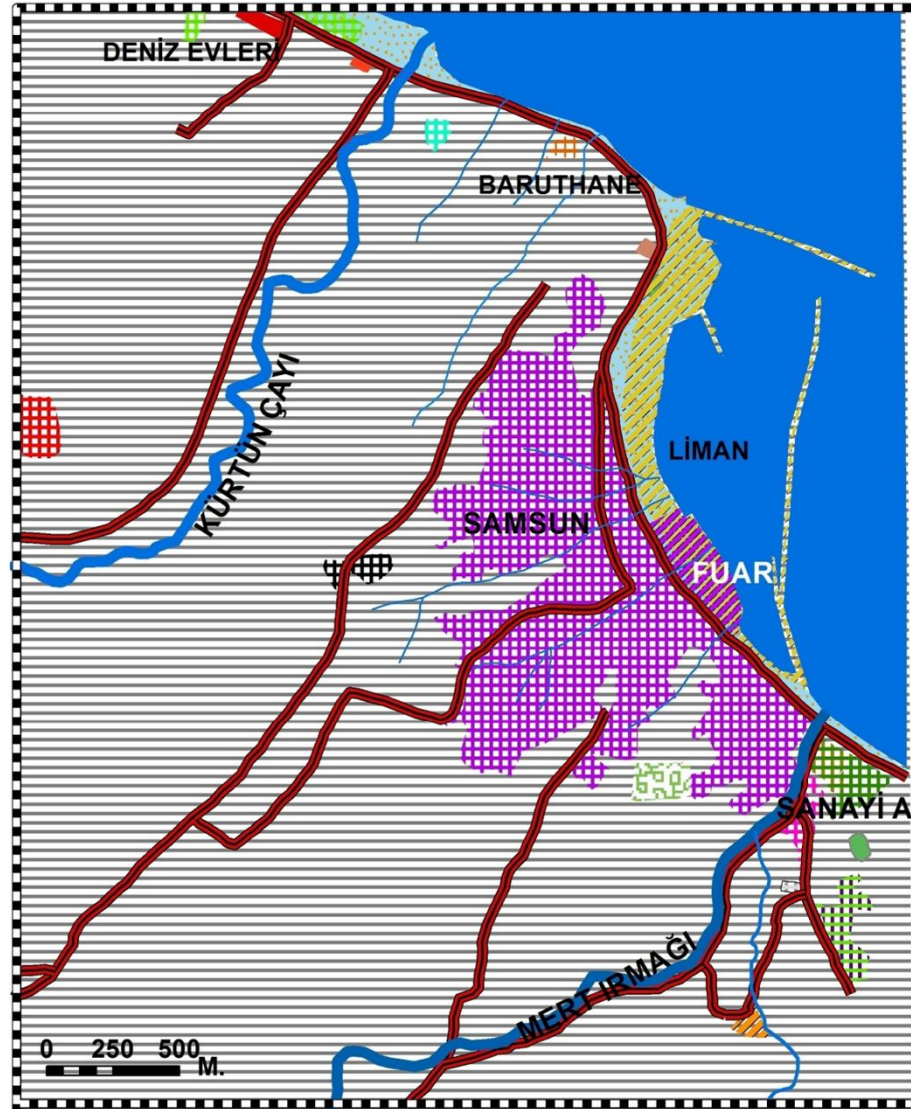 DENİZ EVLERİ
BARUTHANE
KÜRTÜN ÇAYI
LİMAN
SAMSUN
FUAR
SANAYİ A
MERT IRMAĞI
0 250 500
M.